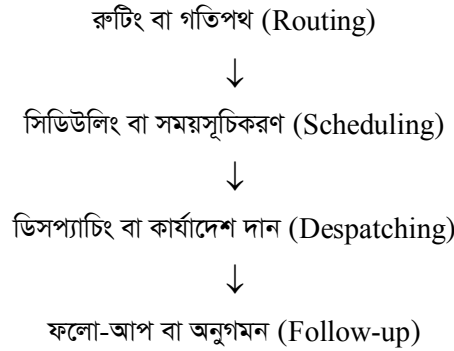 রুটিং বা গতিপথ (Routing)
↓
সিডিউলিং বা সময়সূচিকরণ (Scheduling)
↓
ডিসপ্যাচিং বা কার্যাদেশ দান (Despatching)
↓
ফলো-আপ বা অনুগমন (Follow-up)